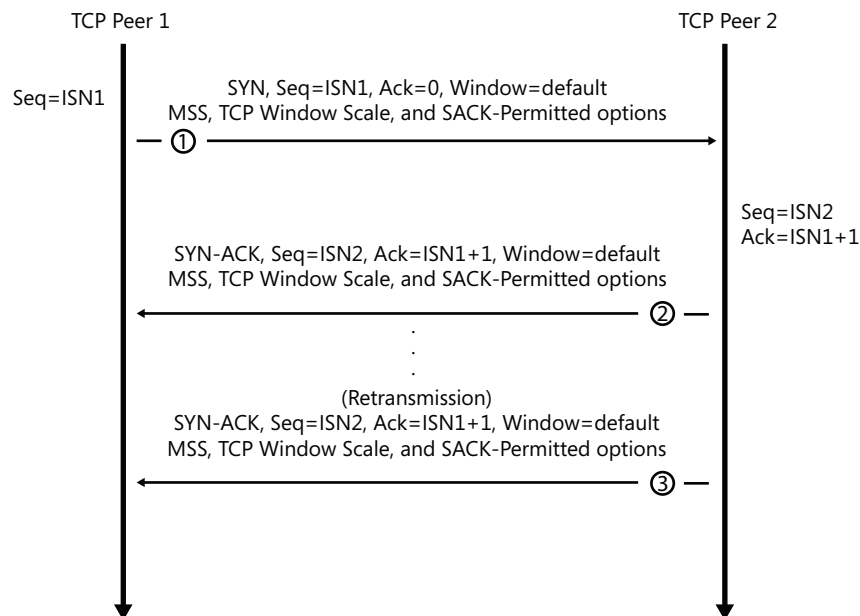 TCP Peer 1
TCP Peer 2
Seq=ISN1
SYN, Seq=ISN1, Ack=0, Window=default
MSS, TCP Window Scale, and SACK-Permitted options
1
Seq=ISN2
Ack=ISN1+1
SYN-ACK, Seq=ISN2, Ack=ISN1+1, Window=default
MSS, TCP Window Scale, and SACK-Permitted options
2
.
.
.
(Retransmission)
SYN-ACK, Seq=ISN2, Ack=ISN1+1, Window=default
MSS, TCP Window Scale, and SACK-Permitted options
3